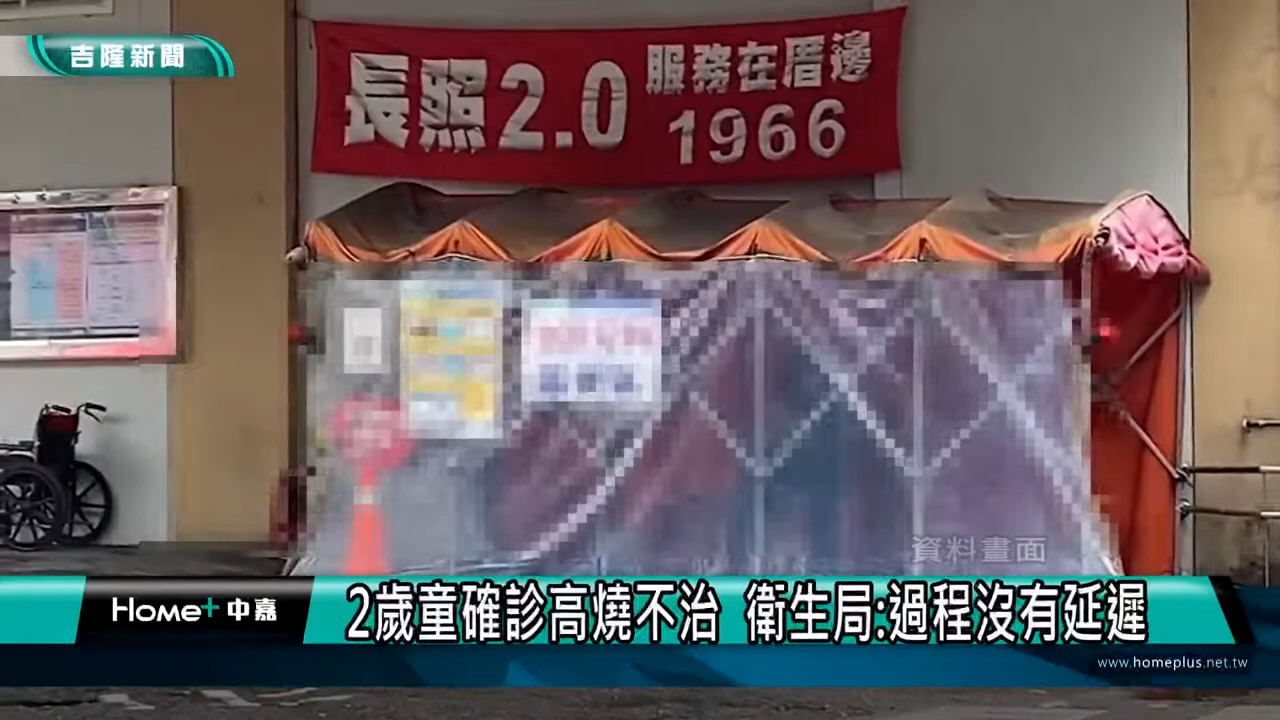 吉隆新聞
長照2.0
服務在厝邊
1966
資料畫面
Home+中嘉
2歲童確診高燒不治 衛生局:過程沒有延遲
www.homeplus.net.tw